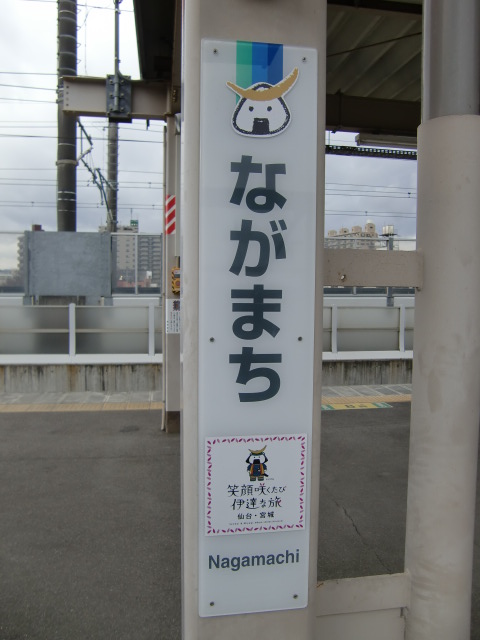 ながまち
笑顔咲くたび
伊達な旅
仙台・宮城
Nagamachi